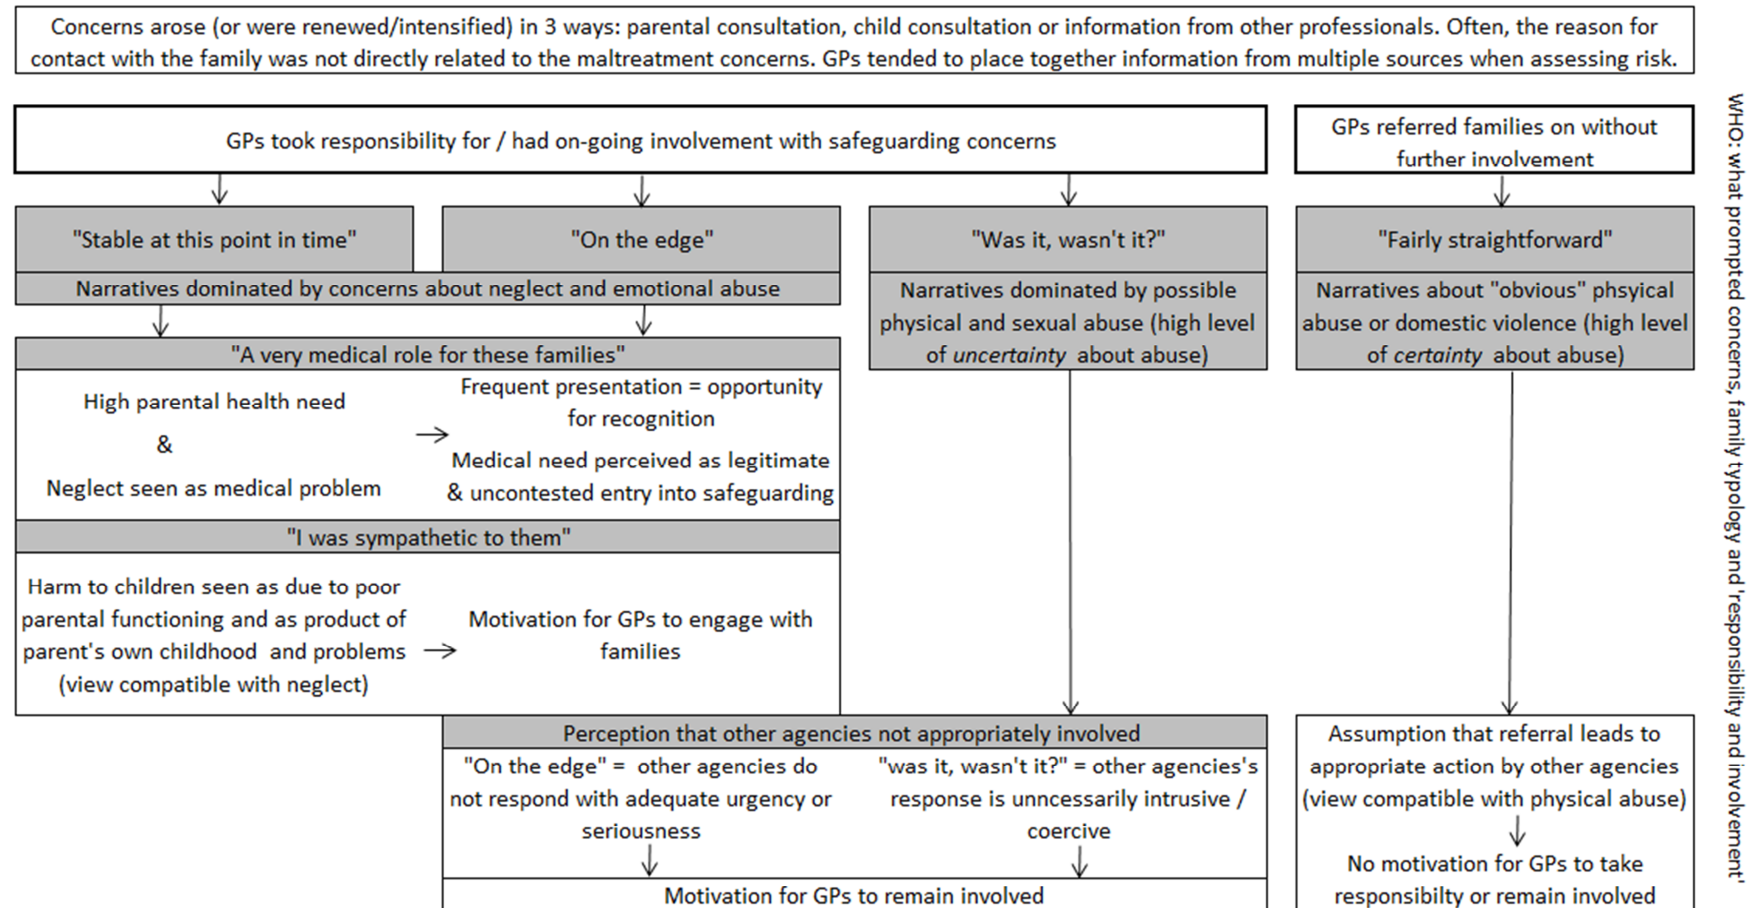 Concerns arose (or were renewed/intensified) in 3 ways: parental consultation, child consultation or information from other professionals. Often, the reason for
contact with the family was not directly related to the maltreatment concerns. GPs tended to place together information from multiple sources when assessing risk.
GPs took responsibility for / had on-going involvement with safeguarding concerns
GPs referred families on without
further involvement
"Stable at this point in time"
"On the edge"
"Was it, wasn't it?"
"Fairly straightforward"
Narratives dominated by concerns about neglect and emotional abuse
Narratives dominated by possible
physical and sexual abuse (high level
of uncertainty about abuse)
Narratives about "obvious" phsyical
abuse or domestic violence (high level
of certainty about abuse)
"A very medical role for these families"
High parental health need
&
Neglect seen as medical problem
Frequent presentation = opportunity
for recognition
Medical need perceived as legitimate
& uncontested entry into safeguarding
"I was sympathetic to them"
Harm to children seen as due to poor
parental functioning and as product of
parent's own childhood and problems
(view compatible with neglect)
Motivation for GPs to engage with
families
Perception that other agencies not appropriately involved
"On the edge" = other agencies do
not respond with adequate urgency or
seriousness
"was it, wasn't it?" = other agencies's
response is unncessarily intrusive /
coercive
Motivation for GPs to remain involved
Assumption that referral leads to
appropriate action by other agencies
(view compatible with physical abuse)
No motivation for GPs to take
responsibilty or remain involved
WHO: what prompted concerns, family typology and 'responsibility and involvement'